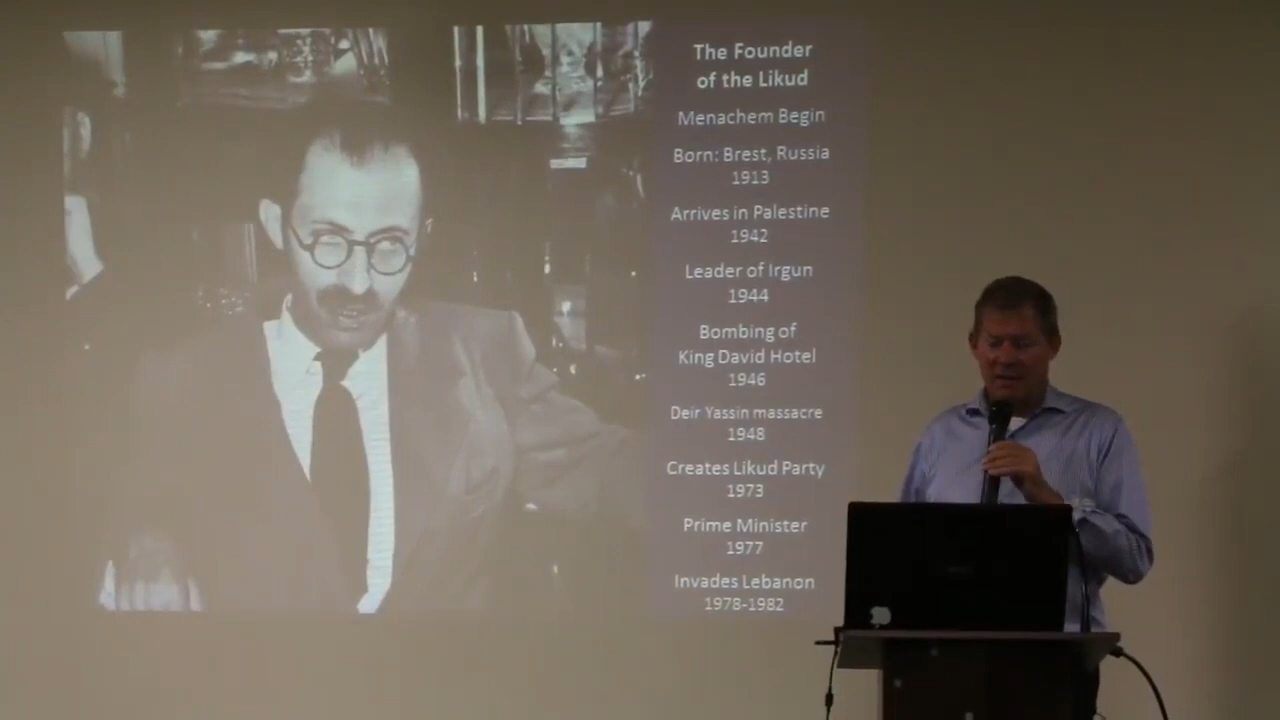 The Founder
of the Likud
Menachem Begin
Born: Brest, Russia
1913
Arrives in Palestine
1942
Leader of Irgun
1944
Bombing of
King David Hotel
1946
Deir Yassin massacre
1948
Creates Likud Party
1973
Prime Minister
1977
Invades Lebanon
1978-1982